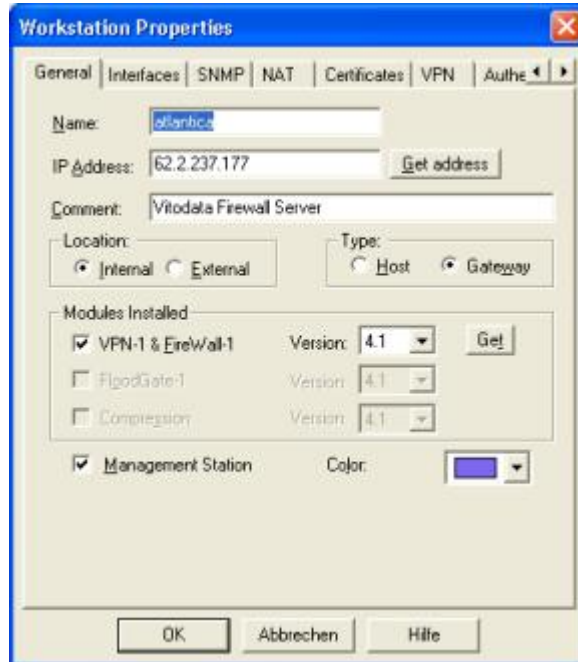 Workstation Properties
General Interfaces SNMP NAT Certificates VPN Authe
Name: atlantica
IP Address: 62.2.237.177 Get address
Comment: Vitodata Firewall Server
Location: Type:
Internal External Host Gateway
Modules Installed
VPN-1 & FireWall-1 Version: 4.1 Get
FloodGate-1 Version: 4.1
Compression Version: 4.1
Management Station Color:
OK Abbrechen Hilfe